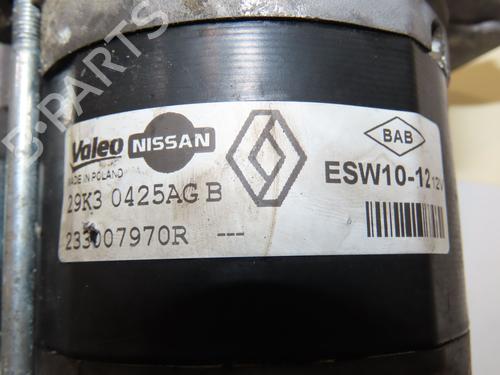 B-PARTS
Valeo NISSAN
MADE IN POLAND
29K3 0425AG B
233007970R ---
BAB
ESW10-12 12V